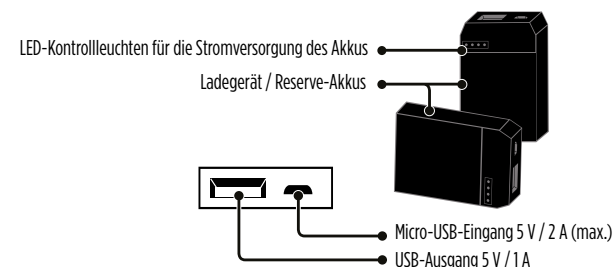 LED-Kontrollleuchten für die Stromversorgung des Akkus
Ladegerät / Reserve-Akku
Micro-USB-Eingang 5 V / 2 A (max.)
USB-Ausgang 5 V / 1 A